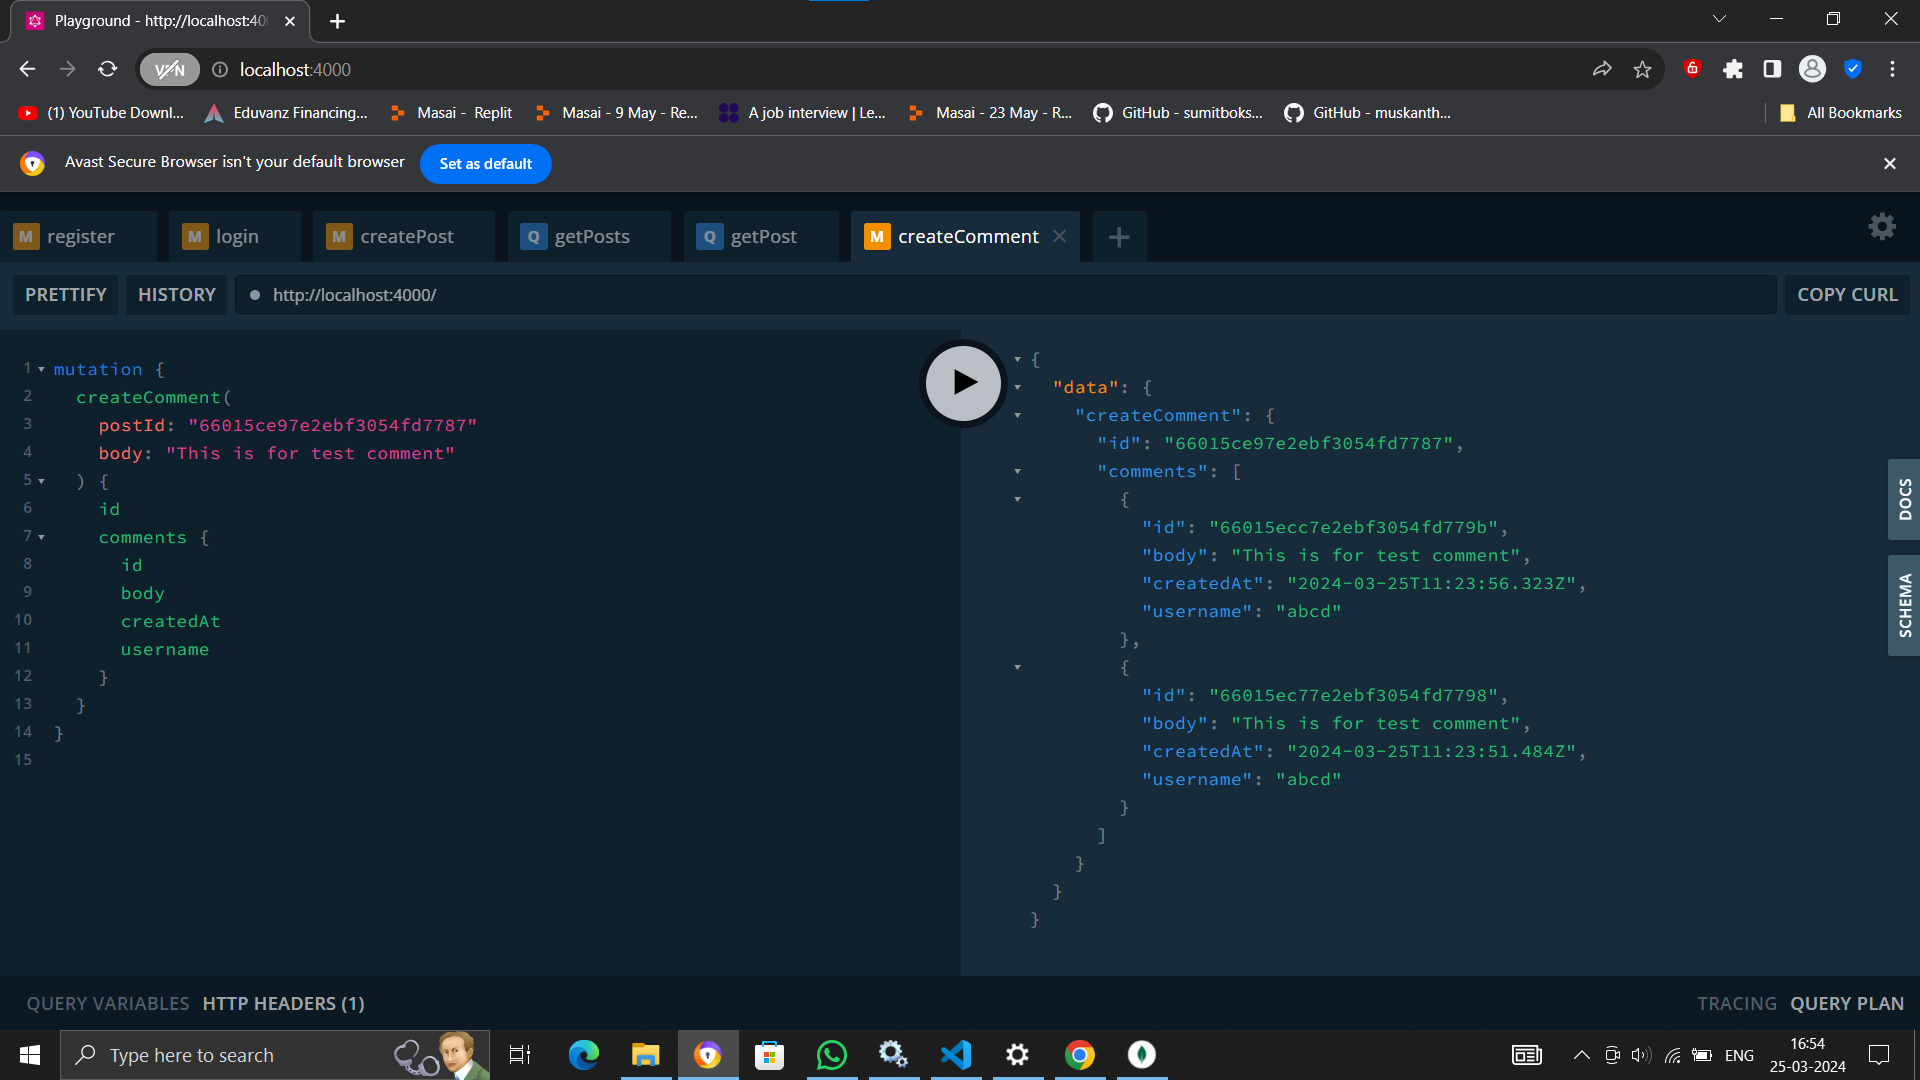 Playground - http://localhost:40
VPN
localhost:4000
(1) YouTube Downl...
Eduvanz Financing...
Masai - Replit
Masai - 9 May - Re...
A job interview | Le...
Masai - 23 May - R...
GitHub - sumitboks...
GitHub - muskanth...
All Bookmarks
Avast Secure Browser isn't your default browser
Set as default
M register
M login
M createPost
Q getPosts
Q getPost
M createComment
PRETTIFY
HISTORY
http://localhost:4000/
COPY CURL
1 mutation {
2 createComment(
3 postId: "66015ce97e2ebf3054fd7787"
4 body: "This is for test comment"
5 ) {
6 id
7 comments {
8 id
9 body
10 createdAt
11 username
12 }
13 }
14 }
15
{
"data": {
"createComment": {
"id": "66015ce97e2ebf3054fd7787",
"comments": [
{
"id": "66015ecc7e2ebf3054fd779b",
"body": "This is for test comment",
"createdAt": "2024-03-25T11:23:56.323Z",
"username": "abcd"
},
{
"id": "66015ec77e2ebf3054fd7798",
"body": "This is for test comment",
"createdAt": "2024-03-25T11:23:51.484Z",
"username": "abcd"
}
]
}
}
}
DOCS
SCHEMA
QUERY VARIABLES
HTTP HEADERS (1)
TRACING
QUERY PLAN
Type here to search
ENG
16:54
25-03-2024